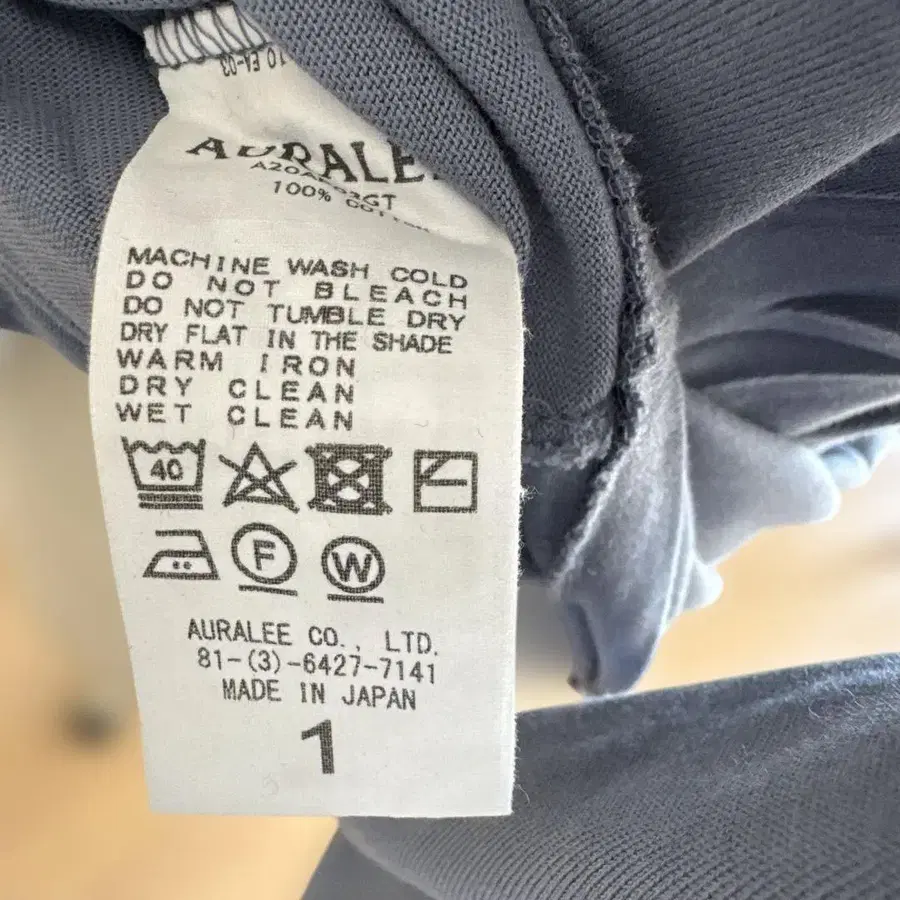 AURALEE
100% COTTON
MACHINE WASH COLD
DO NOT BLEACH
DO NOT TUMBLE DRY
DRY FLAT IN THE SHADE
WARM IRON
DRY CLEAN
WET CLEAN
40
F
W
AURALEE CO., LTD.
81-(3)-6427-7141
MADE IN JAPAN
1